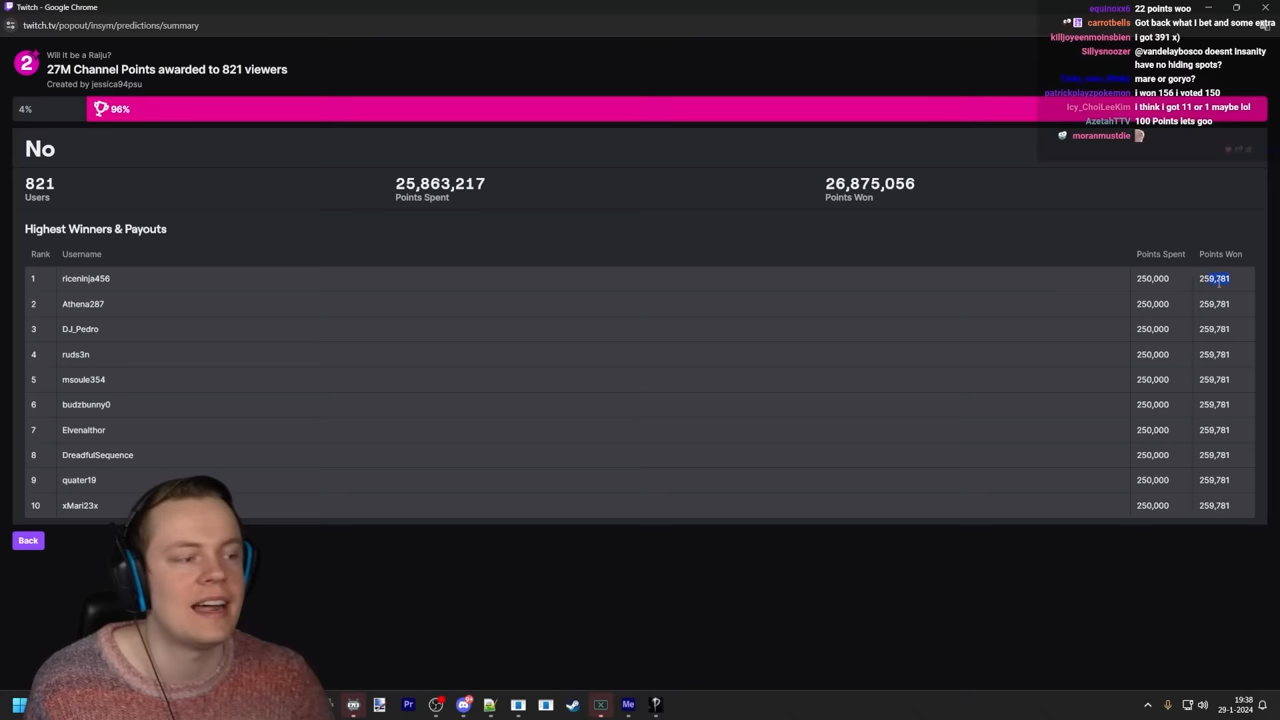 Twitch - Google Chrome
twitch.tv/popout/insym/predictions/summary
equinoxx6 22 points woo
carrotbells Got back what I bet and some extra
killjoyeenmoinsbien I got 391 x)
Sillysnoozer @vandelaybosco doesnt insanity
have no hiding spots?
mare or goryo?
patrickplayzpokemon i won 156 i voted 150
Icy_ChoiLeeKim i think i got 11 or 1 maybe lol
AzetahTTV 100 Points lets goo
moranmustdie
2
Will it be a Raiju?
27M Channel Points awarded to 821 viewers
Created by jessica94psu
4% 96%
No
821 25,863,217 26,875,056
Users Points Spent Points Won
Highest Winners & Payouts
Rank Username Points Spent Points Won
1 riceninja456 250,000 259,781
2 Athena287 250,000 259,781
3 DJ_Pedro 250,000 259,781
4 ruds3n 250,000 259,781
5 msoule354 250,000 259,781
6 budzbunny0 250,000 259,781
7 Elvenalthor 250,000 259,781
8 DreadfulSequence 250,000 259,781
9 quater19 250,000 259,781
10 xMari23x 250,000 259,781
Back
Pr
Me
19:38
29-1-2024